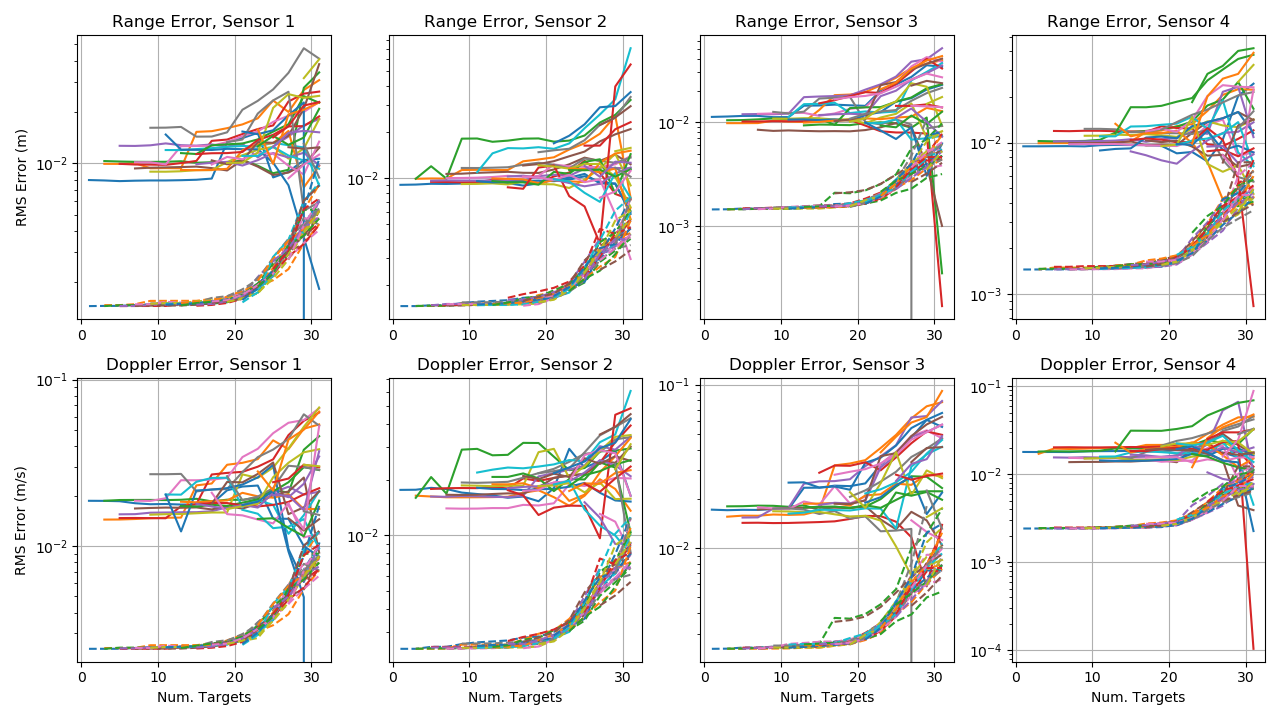 Range Error, Sensor 1
Range Error, Sensor 2
Range Error, Sensor 3
Range Error, Sensor 4
RMS Error (m)
10⁻²
0 10 20 30
10⁻²
0 10 20 30
10⁻²
10⁻³
0 10 20 30
10⁻²
10⁻³
0 10 20 30
Doppler Error, Sensor 1
Doppler Error, Sensor 2
Doppler Error, Sensor 3
Doppler Error, Sensor 4
RMS Error (m/s)
10⁻¹
10⁻²
0 10 20 30
Num. Targets
10⁻²
0 10 20 30
Num. Targets
10⁻¹
10⁻²
0 10 20 30
Num. Targets
10⁻¹
10⁻²
10⁻³
10⁻⁴
0 10 20 30
Num. Targets